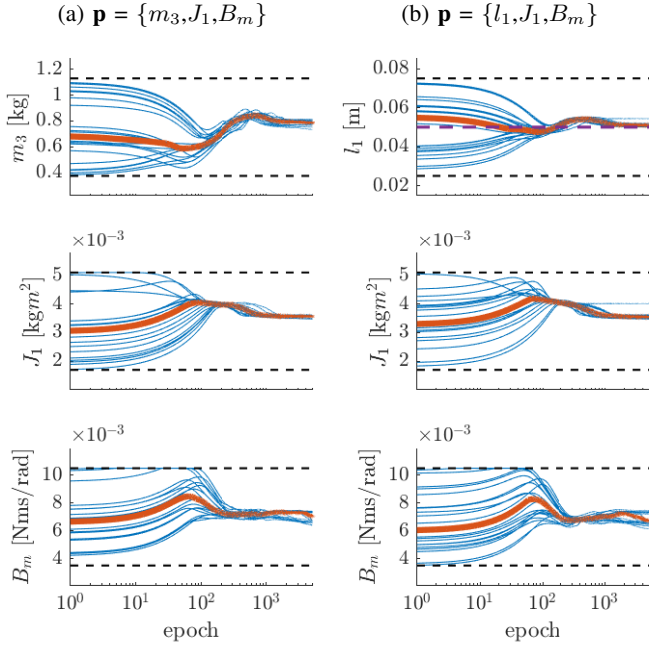 (a) 𝐩 = {m₃,J₁,Bₘ}
(b) 𝐩 = {l₁,J₁,Bₘ}
m₃ [kg]
1.2
1
0.8
0.6
0.4
l₁ [m]
0.08
0.06
0.04
0.02
×10⁻³
J₁ [kgm²]
5
4
3
2
×10⁻³
J₁ [kgm²]
5
4
3
2
×10⁻³
Bₘ [Nms/rad]
10
8
6
4
10⁰ 10¹ 10² 10³
epoch
×10⁻³
Bₘ [Nms/rad]
10
8
6
4
10⁰ 10¹ 10² 10³
epoch